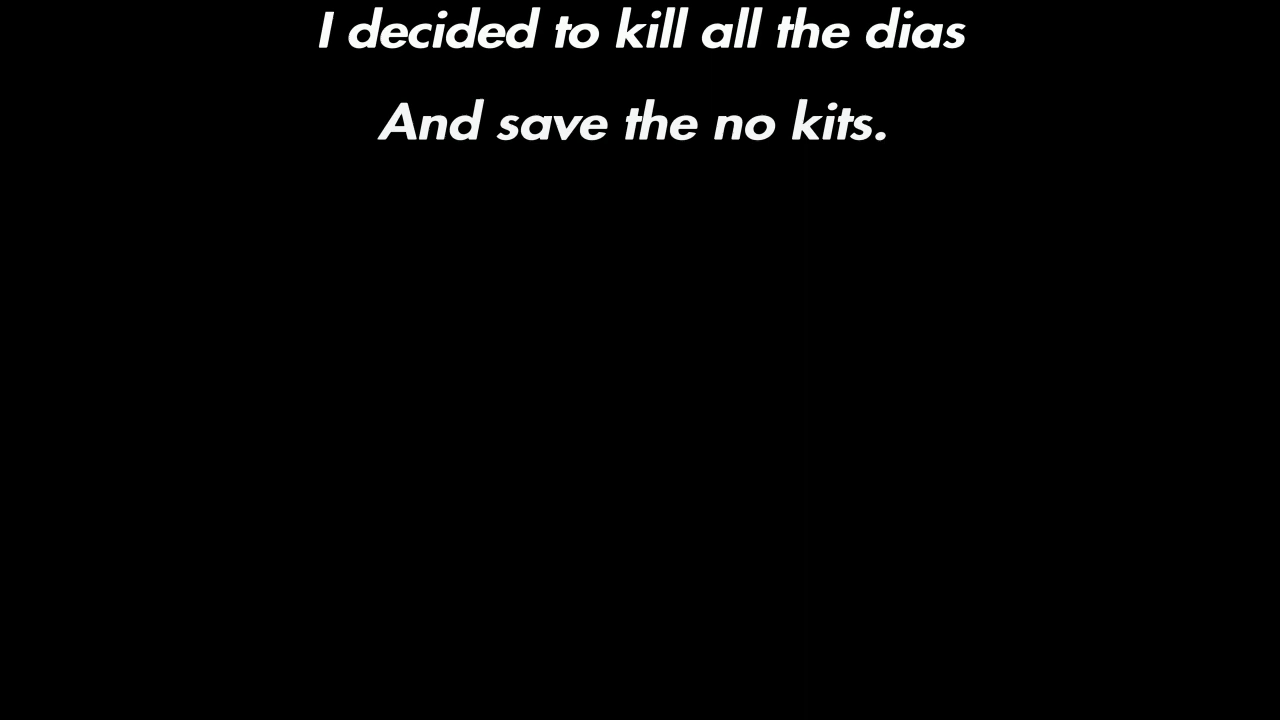 I decided to kill all the dias
And save the no kits.